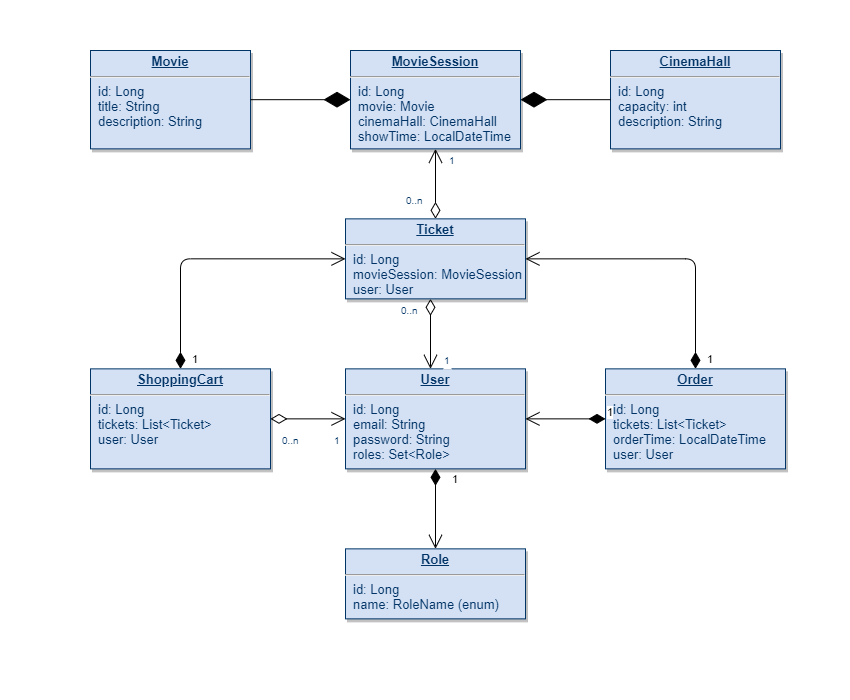 Movie
id: Long
title: String
description: String
MovieSession
id: Long
movie: Movie
cinemaHall: CinemaHall
showTime: LocalDateTime
CinemaHall
id: Long
capacity: int
description: String
1
0..n
Ticket
id: Long
movieSession: MovieSession
user: User
0..n
1
1
1
ShoppingCart
id: Long
tickets: List<Ticket>
user: User
0..n
1
User
id: Long
email: String
password: String
roles: Set<Role>
1
Order
id: Long
tickets: List<Ticket>
orderTime: LocalDateTime
user: User
1
Role
id: Long
name: RoleName (enum)